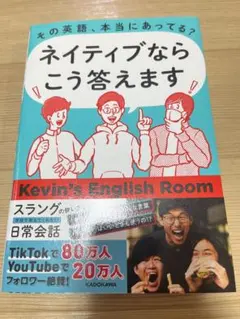 その英語、本当にあってる?
ネイティブなら
こう答えます
Kevin's English Room
スラング
日常会話
TikTokで80万人
YouTubeで20万人
フォロワー絶賛!
KADOKAWA